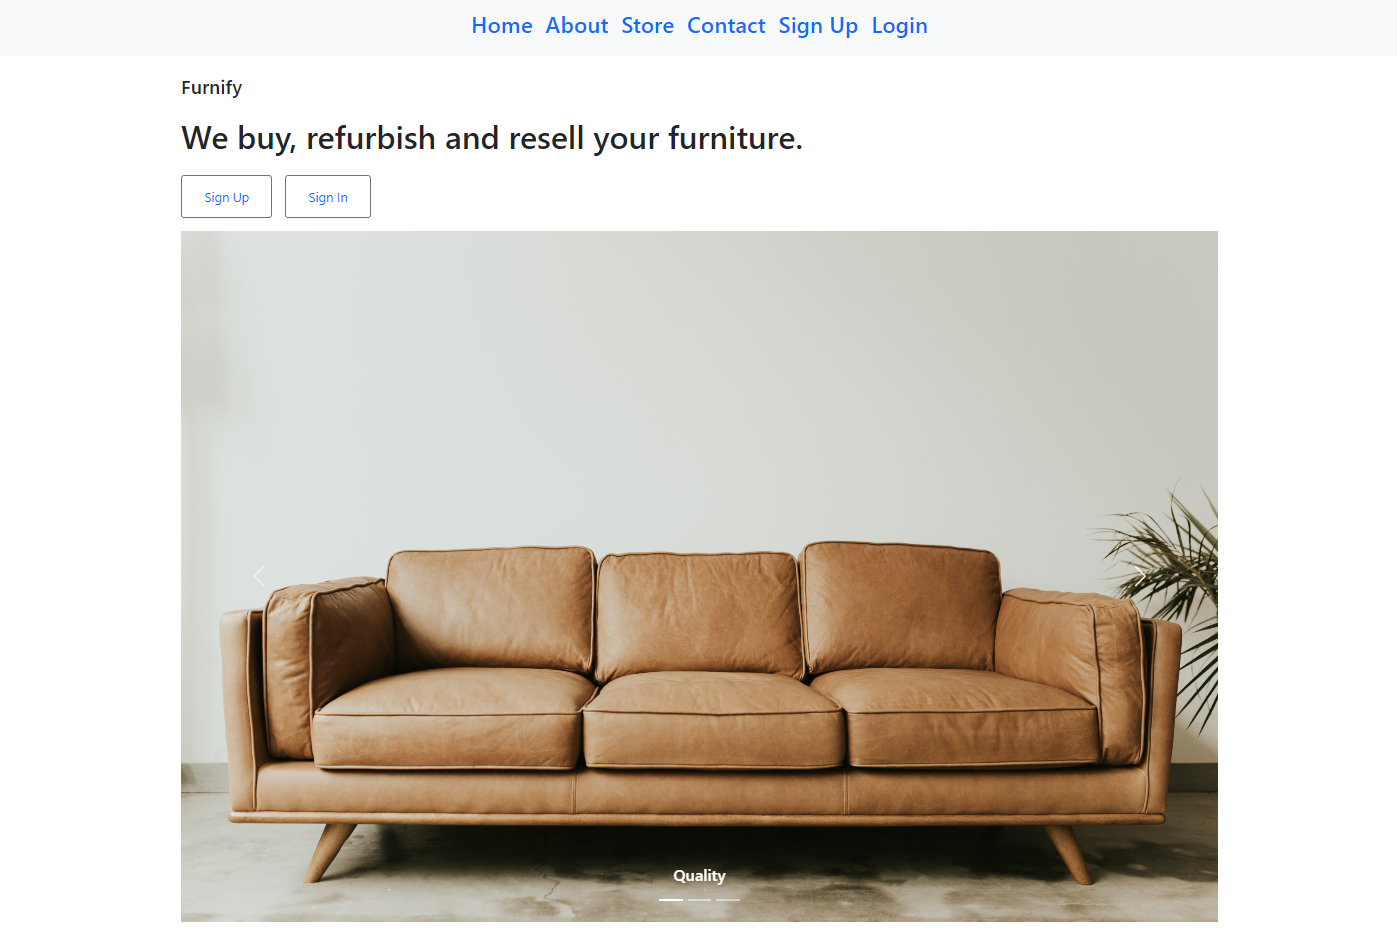 Home About Store Contact Sign Up Login
Furnify
We buy, refurbish and resell your furniture.
Sign Up Sign In
Quality